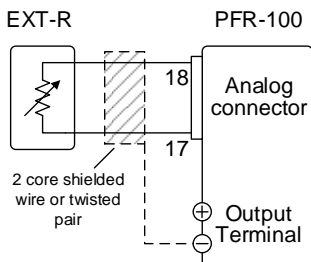 EXT-R
PFR-100
18
Analog
connector
17
2 core shielded
wire or twisted
pair
+
Output
Terminal
−